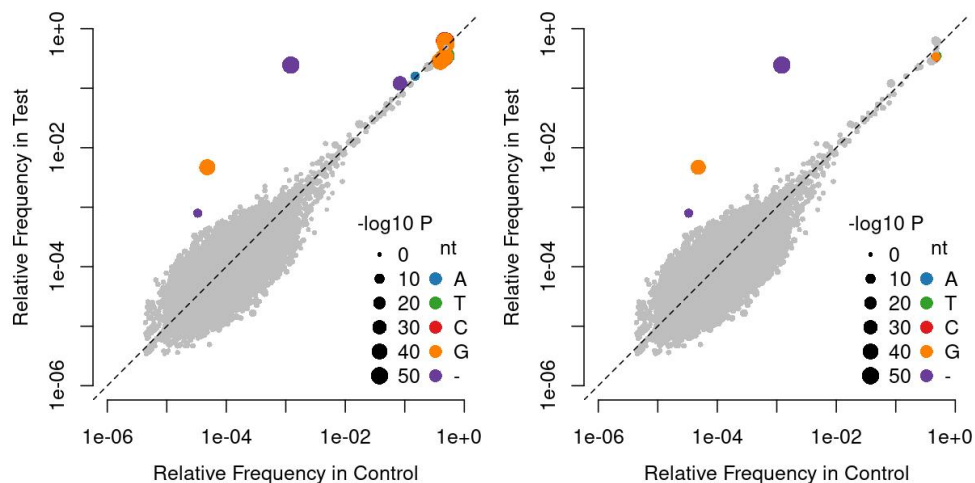 1e+0
1e-02
1e-04
1e-06
Relative Frequency in Test
-log10 P
nt
0
10 A
20 T
30 C
40 G
50 -
1e-06 1e-04 1e-02 1e+0
Relative Frequency in Control
1e+0
1e-02
1e-04
1e-06
Relative Frequency in Test
-log10 P
nt
0
10 A
20 T
30 C
40 G
50 -
1e-06 1e-04 1e-02 1e+0
Relative Frequency in Control